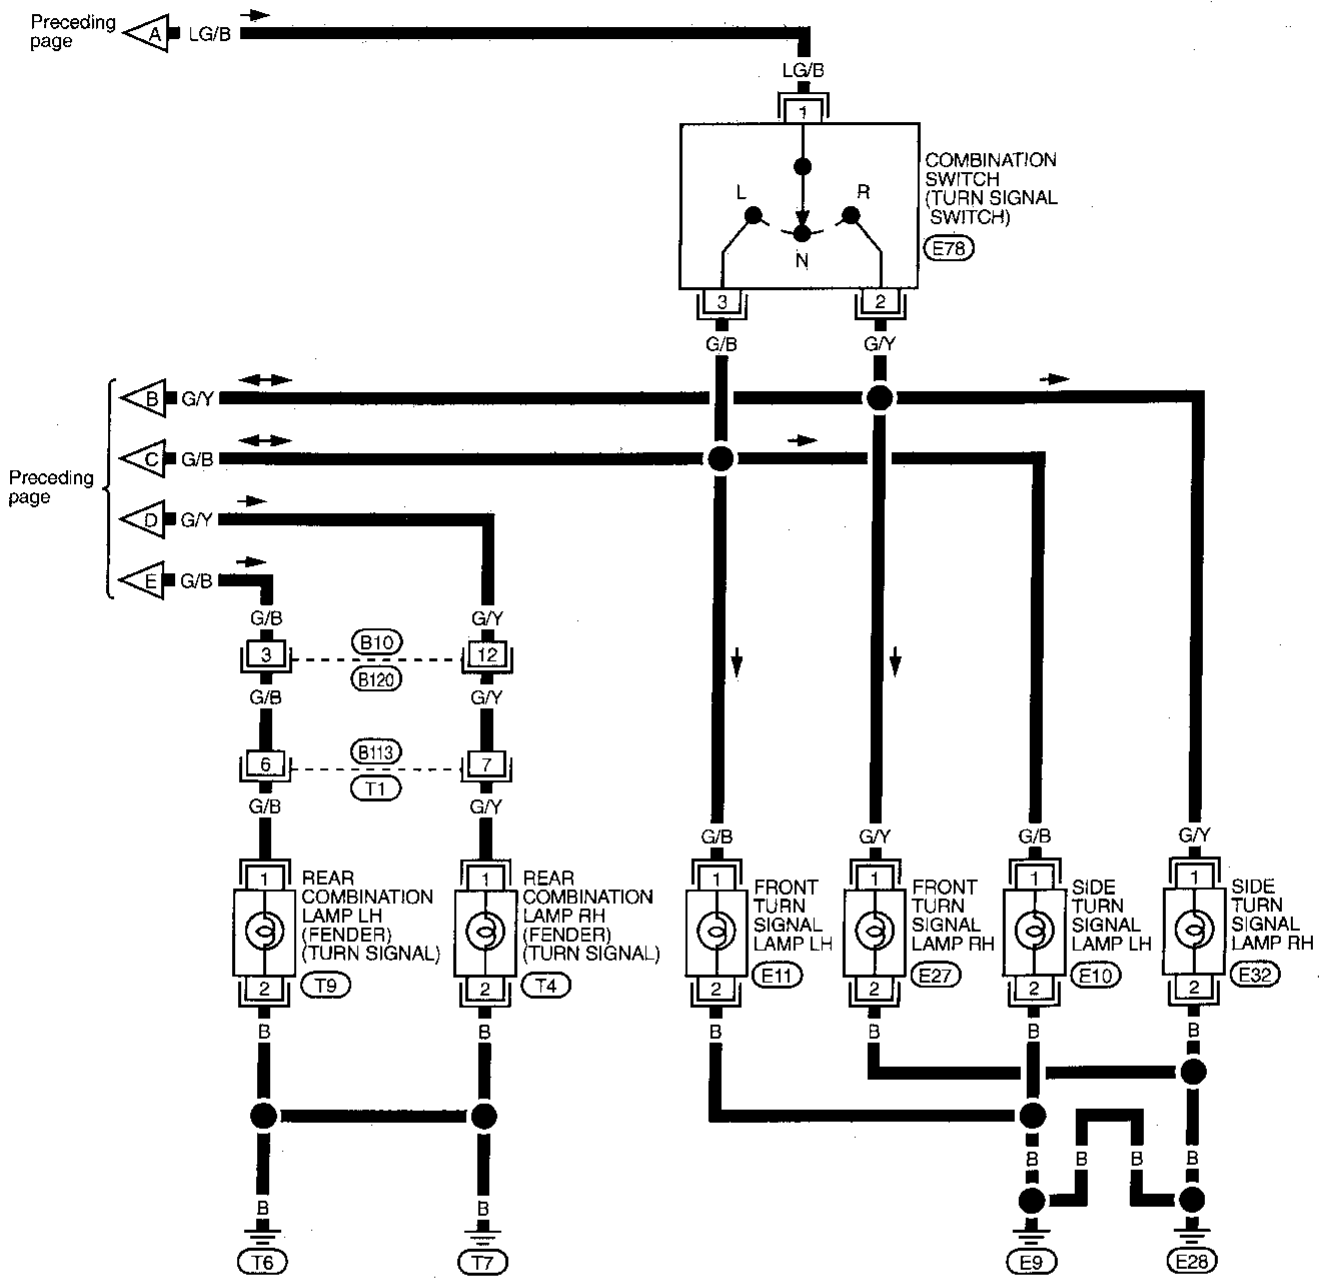 Preceding
page
A LG/B
LG/B
1
COMBINATION
SWITCH
(TURN SIGNAL
SWITCH)
E78
L
R
N
3
2
G/B
G/Y
Preceding
page
B G/Y
C G/B
D G/Y
E G/B
G/B
G/Y
3
B10
12
B120
G/B
G/Y
6
B113
7
T1
G/B
G/Y
G/B
G/Y
G/B
G/Y
1
REAR
COMBINATION
LAMP LH
(FENDER)
(TURN SIGNAL)
T9
2
1
REAR
COMBINATION
LAMP RH
(FENDER)
(TURN SIGNAL)
T4
2
1
FRONT
TURN
SIGNAL
LAMP LH
E11
2
1
FRONT
TURN
SIGNAL
LAMP RH
E27
2
1
SIDE
TURN
SIGNAL
LAMP LH
E10
2
1
SIDE
TURN
SIGNAL
LAMP RH
E32
2
B
B
B
B
B
B
B
B
B
B
B
B
T6
T7
E9
E28